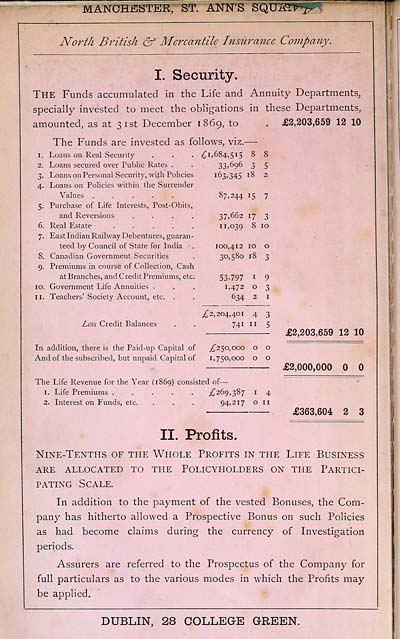 MANCHESTER, ST. ANN'S
North British & Mercantile Insurance Company.
I. Security.
THE Funds accumulated in the Life and Annuity Departments,
specially invested to meet the obligations in these Departments,
amounted, as at 31st December 1869, to . £2,203,659 12 10
The Funds are invested as follows, viz.—
1. Loans on Real Security . . . £1,684,515 8 8
2. Loans secured over Public Rates . . 33,696 3 5
3. Loans on Personal Security, with Policies 163,345 18 2
4. Loans on Policies within the Surrender
Values . . . . . 87,244 15 7
5. Purchase of Life Interests, Post-Obits,
and Reversions . . . . 37,662 17 3
6. Real Estate . . . . . 11,039 8 10
7. East Indian Railway Debentures, guaran-
teed by Council of State for India . 100,412 10 0
8. Canadian Government Securities . 30,580 18 3
9. Premiums in course of Collection, Cash
at Branches, and Credit Premiums, etc. 53,797 1 9
10. Government Life Annuities . . . 1,472 0 3
11. Teachers' Society Account, etc. . . 634 2 1
£2,204,401 4 3
Less Credit Balances . . 741 11 5
£2,203,659 12 10
In addition, there is the Paid-up Capital of £250,000 0 0
And of the subscribed, but unpaid Capital of 1,750,000 0 0
£2,000,000 0 0
The Life Revenue for the Year (1869) consisted of—
1. Life Premiums . . . . . £269,387 1 4
2. Interest on Funds, etc. . . . 94,217 0 11
£363,604 2 3
II. Profits.
NINE-TENTHS OF THE WHOLE PROFITS IN THE LIFE BUSINESS
ARE ALLOCATED TO THE POLICYHOLDERS ON THE PARTICI-
PATING SCALE.
In addition to the payment of the vested Bonuses, the Com-
pany has hitherto allowed a Prospective Bonus on such Policies
as had become claims during the currency of Investigation
periods.
Assurers are referred to the Prospectus of the Company for
full particulars as to the various modes in which the Profits may
be applied.
DUBLIN, 28 COLLEGE GREEN.